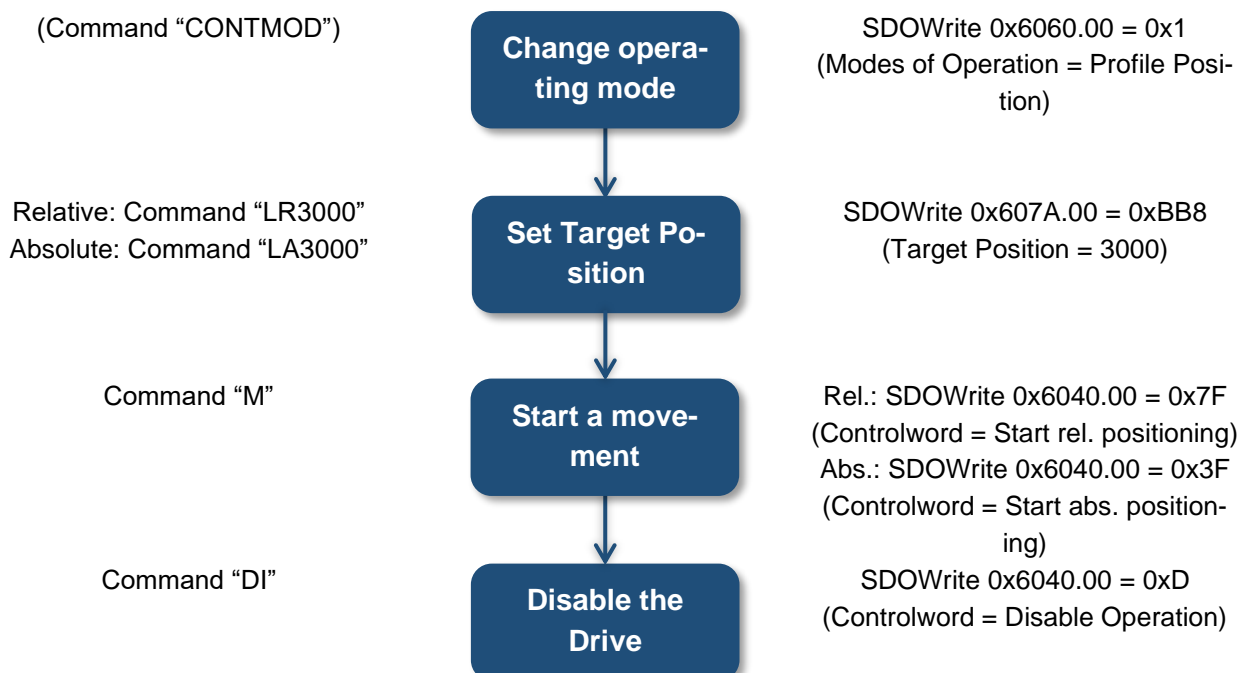 (Command “CONTMOD”)
Change opera-
ting mode
SDOWrite 0x6060.00 = 0x1
(Modes of Operation = Profile Posi-
tion)
Relative: Command “LR3000”
Absolute: Command “LA3000”
Set Target Po-
sition
SDOWrite 0x607A.00 = 0xBB8
(Target Position = 3000)
Command “M”
Start a move-
ment
Rel.: SDOWrite 0x6040.00 = 0x7F
(Controlword = Start rel. positioning)
Abs.: SDOWrite 0x6040.00 = 0x3F
(Controlword = Start abs. position-
ing)
Command “DI”
Disable the
Drive
SDOWrite 0x6040.00 = 0xD
(Controlword = Disable Operation)